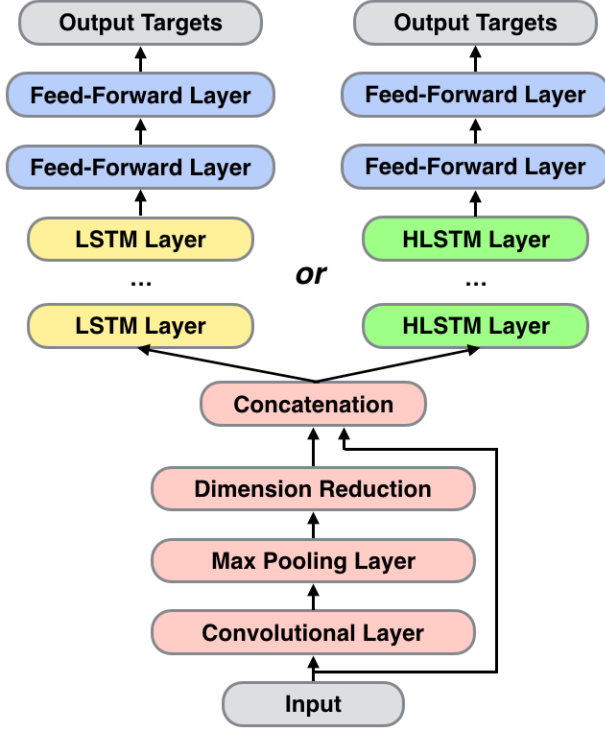 Output Targets
Output Targets
Feed-Forward Layer
Feed-Forward Layer
Feed-Forward Layer
Feed-Forward Layer
LSTM Layer
HLSTM Layer
...
or
...
LSTM Layer
HLSTM Layer
Concatenation
Dimension Reduction
Max Pooling Layer
Convolutional Layer
Input